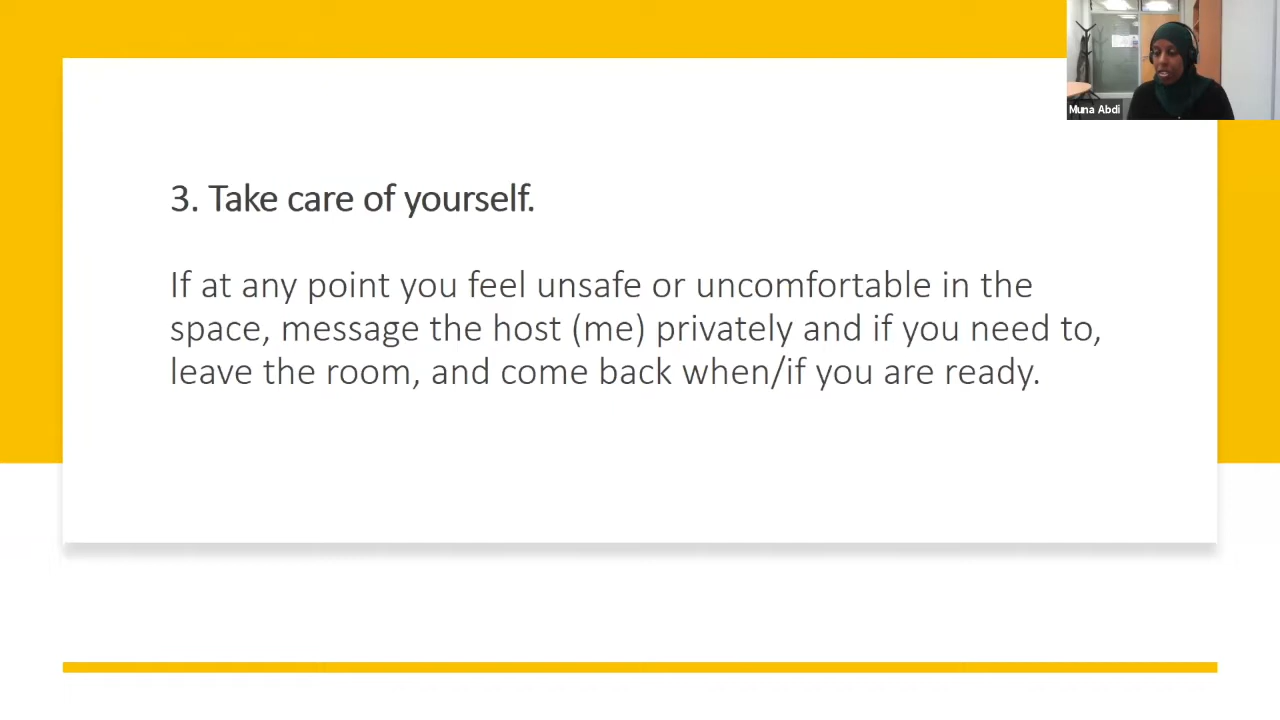 Muna Abdi
3. Take care of yourself.
If at any point you feel unsafe or uncomfortable in the
space, message the host (me) privately and if you need to,
leave the room, and come back when/if you are ready.